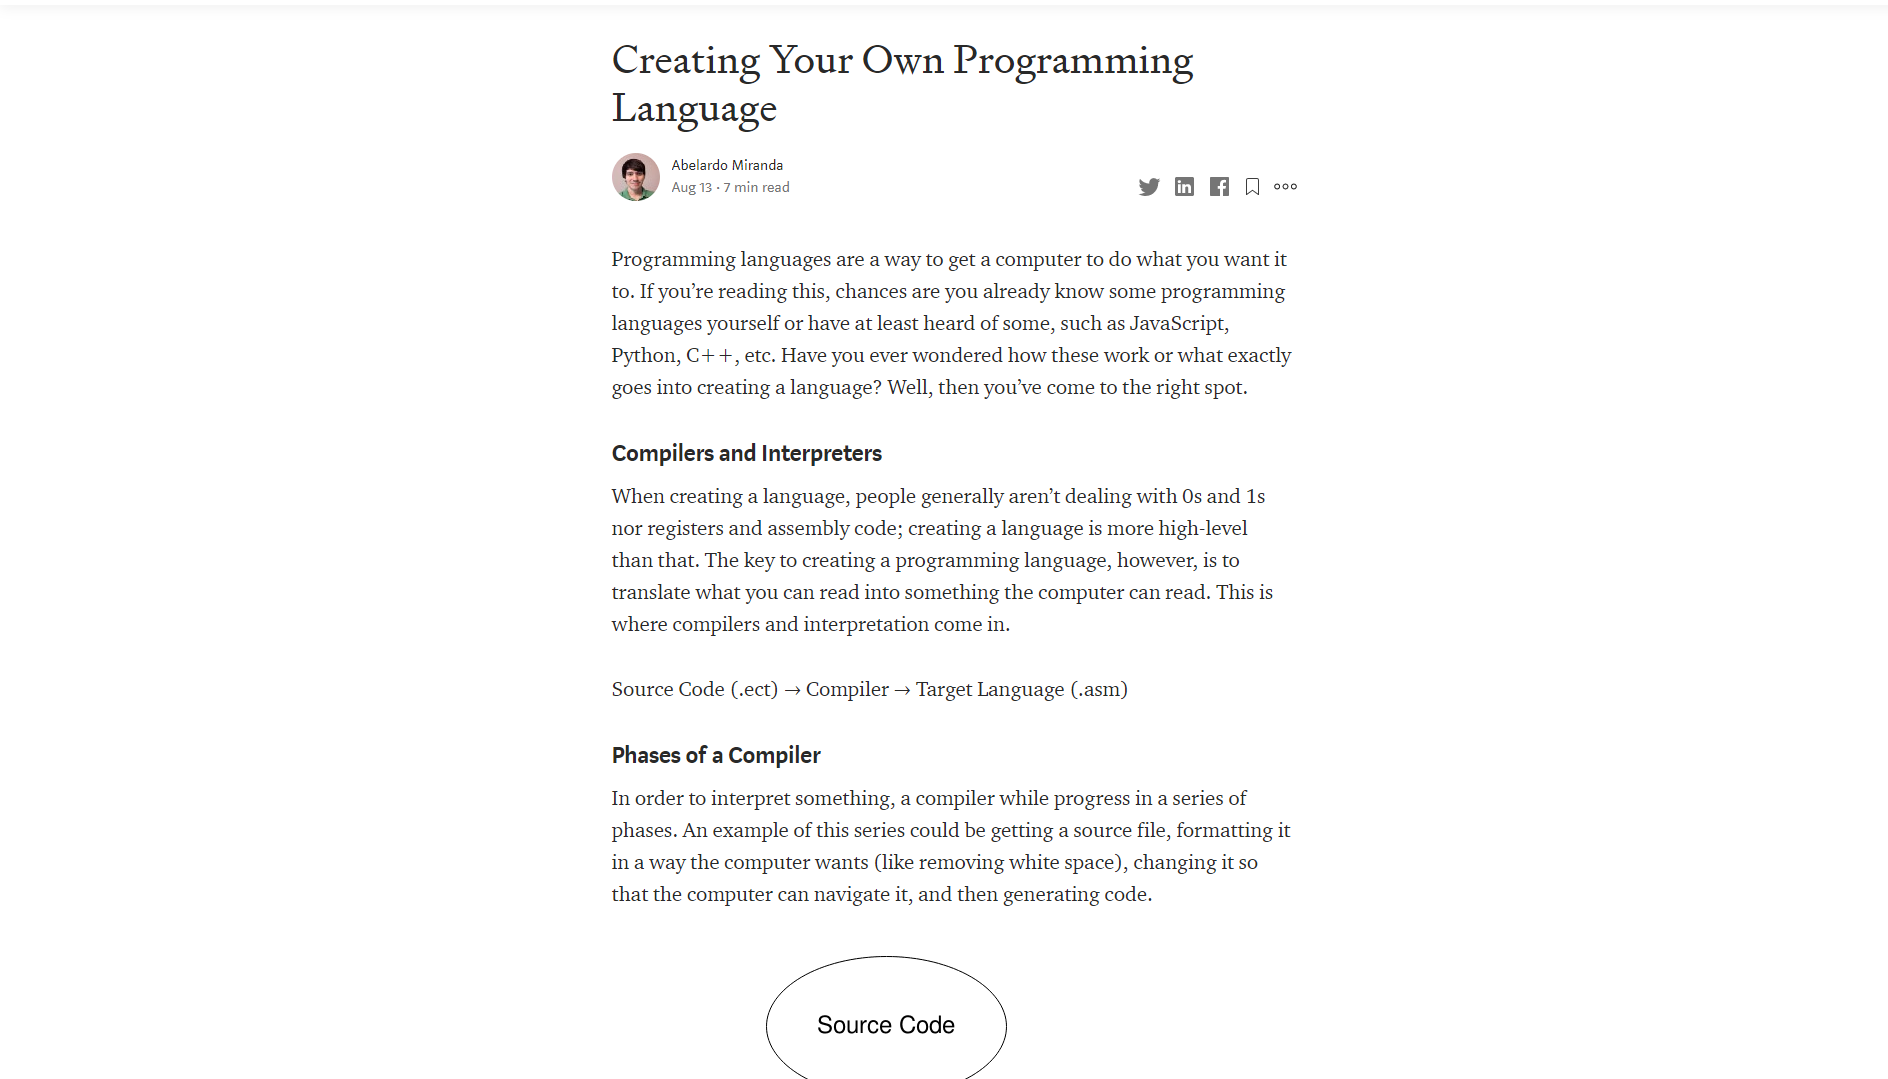 Creating Your Own Programming
Language
Abelardo Miranda
Aug 13 · 7 min read
Programming languages are a way to get a computer to do what you want it
to. If you’re reading this, chances are you already know some programming
languages yourself or have at least heard of some, such as JavaScript,
Python, C++, etc. Have you ever wondered how these work or what exactly
goes into creating a language? Well, then you’ve come to the right spot.
Compilers and Interpreters
When creating a language, people generally aren’t dealing with 0s and 1s
nor registers and assembly code; creating a language is more high-level
than that. The key to creating a programming language, however, is to
translate what you can read into something the computer can read. This is
where compilers and interpretation come in.
Source Code (.ect) → Compiler → Target Language (.asm)
Phases of a Compiler
In order to interpret something, a compiler while progress in a series of
phases. An example of this series could be getting a source file, formatting it
in a way the computer wants (like removing white space), changing it so
that the computer can navigate it, and then generating code.
Source Code